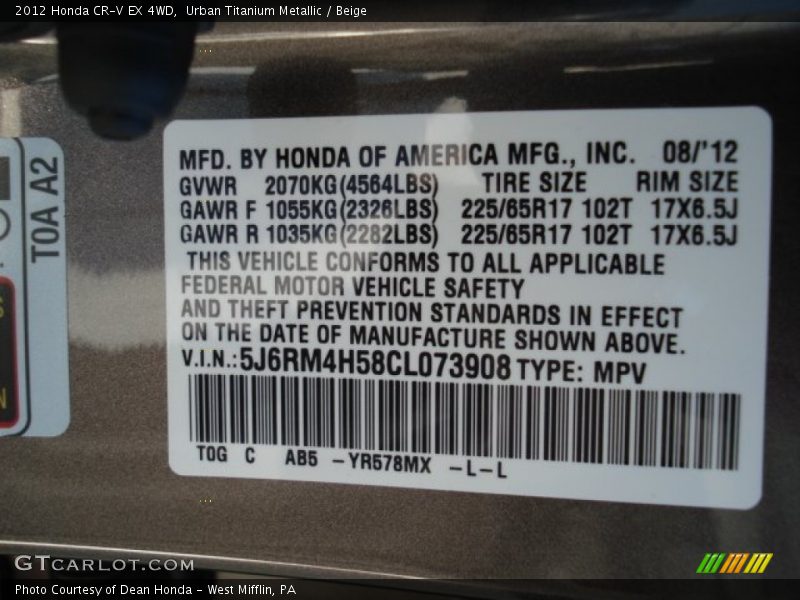 2012 Honda CR-V EX 4WD, Urban Titanium Metallic / Beige
TOA A2
MFD. BY HONDA OF AMERICA MFG., INC. 08/'12
GVWR 2070KG(4564LBS) TIRE SIZE RIM SIZE
GAWR F 1055KG(2326LBS) 225/65R17 102T 17X6.5J
GAWR R 1035KG(2282LBS) 225/65R17 102T 17X6.5J
THIS VEHICLE CONFORMS TO ALL APPLICABLE
FEDERAL MOTOR VEHICLE SAFETY
AND THEFT PREVENTION STANDARDS IN EFFECT
ON THE DATE OF MANUFACTURE SHOWN ABOVE.
V.I.N.:5J6RM4H58CL073908 TYPE: MPV
TOG C AB5 -YR578MX -L-L
GTCARLOT.COM
Photo Courtesy of Dean Honda - West Mifflin, PA